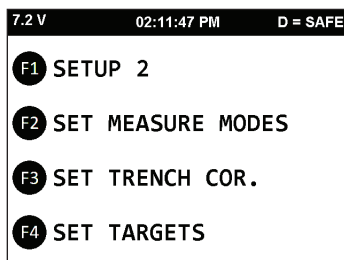 7.2 V 02:11:47 PM D = SAFE
F1 SETUP 2
F2 SET MEASURE MODES
F3 SET TRENCH COR.
F4 SET TARGETS